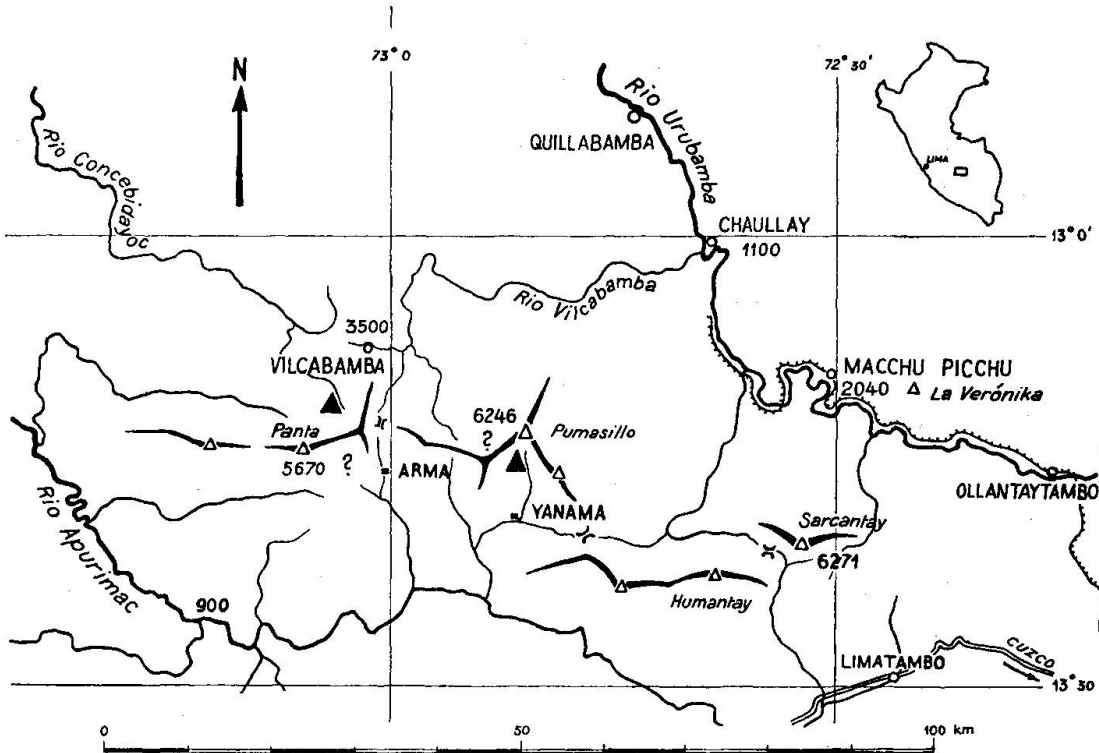 73° 0
72° 30'
N
Rio Urubamba
QUILLABAMBA
LIMA
Rio Concebidayoc
CHAULLAY
1100
13° 0'
Rio Vilcabamba
3500
VILCABAMBA
MACCHU PICCHU
2040
La Verónika
6246
Panta
?
Pumasillo
5670
?
ARMA
OLLANTAYTAMBO
YANAMA
Sarcantay
6271
Rio Apurimac
Humantay
900
LIMATAMBO
CUZCO
13° 30
0
50
100 km